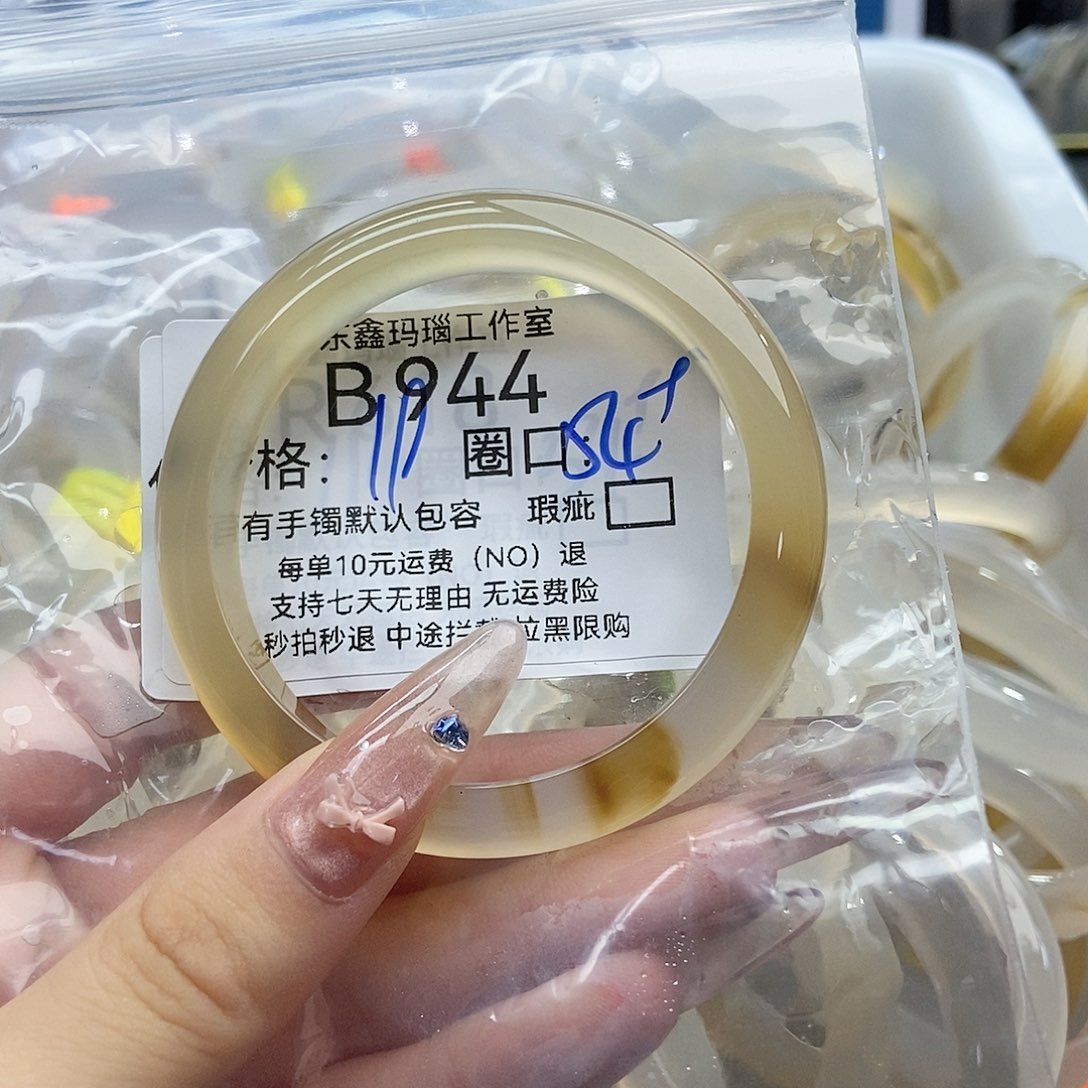 东鑫玛瑙工作室
B944
格：111 圈口：54+
有手镯默认包容 瑕疵
每单10元运费（NO）退
支持七天无理由 无运费险
秒拍秒退 中途拦截 拉黑限购